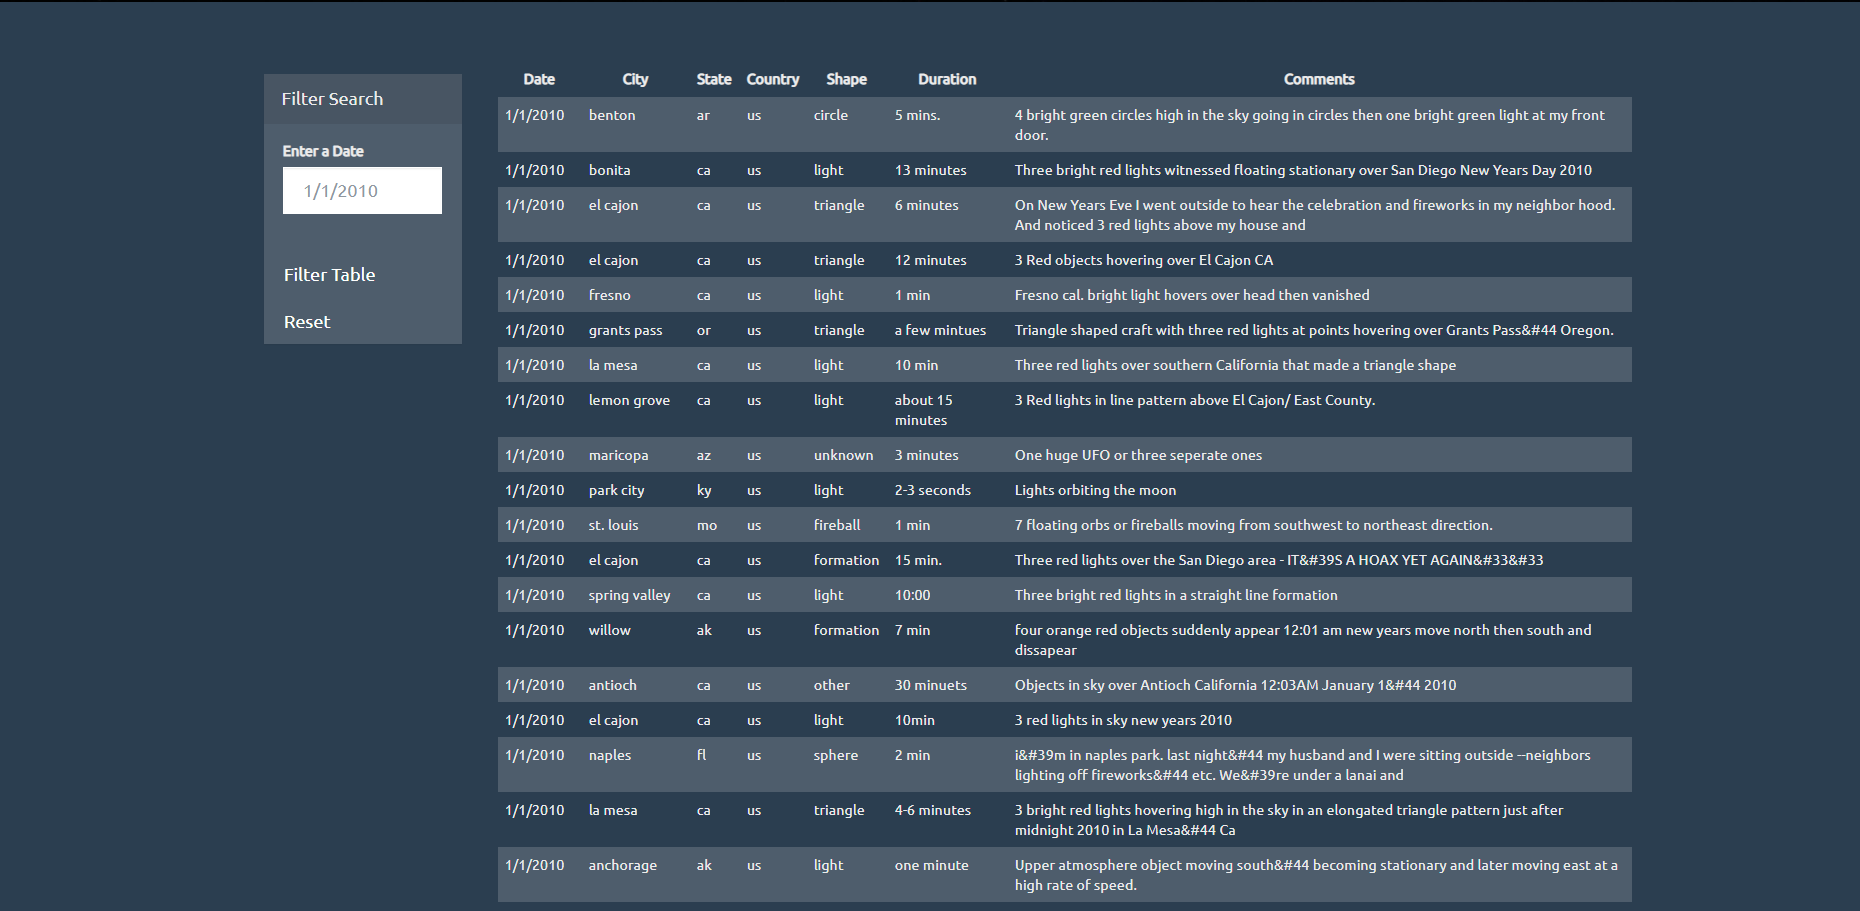 Filter Search
Enter a Date
1/1/2010
Filter Table
Reset
Date City State Country Shape Duration Comments
1/1/2010 benton ar us circle 5 mins. 4 bright green circles high in the sky going in circles then one bright green light at my front
door.
1/1/2010 bonita ca us light 13 minutes Three bright red lights witnessed floating stationary over San Diego New Years Day 2010
1/1/2010 el cajon ca us triangle 6 minutes On New Years Eve I went outside to hear the celebration and fireworks in my neighbor hood.
And noticed 3 red lights above my house and
1/1/2010 el cajon ca us triangle 12 minutes 3 Red objects hovering over El Cajon CA
1/1/2010 fresno ca us light 1 min Fresno cal. bright light hovers over head then vanished
1/1/2010 grants pass or us triangle a few mintues Triangle shaped craft with three red lights at points hovering over Grants Pass&#44 Oregon.
1/1/2010 la mesa ca us light 10 min Three red lights over southern California that made a triangle shape
1/1/2010 lemon grove ca us light about 15 3 Red lights in line pattern above El Cajon/ East County.
minutes
1/1/2010 maricopa az us unknown 3 minutes One huge UFO or three seperate ones
1/1/2010 park city ky us light 2-3 seconds Lights orbiting the moon
1/1/2010 st. louis mo us fireball 1 min 7 floating orbs or fireballs moving from southwest to northeast direction.
1/1/2010 el cajon ca us formation 15 min. Three red lights over the San Diego area - IT&#39S A HOAX YET AGAIN&#33&#33
1/1/2010 spring valley ca us light 10:00 Three bright red lights in a straight line formation
1/1/2010 willow ak us formation 7 min four orange red objects suddenly appear 12:01 am new years move north then south and
dissapear
1/1/2010 antioch ca us other 30 minuets Objects in sky over Antioch California 12:03AM January 1&#44 2010
1/1/2010 el cajon ca us light 10min 3 red lights in sky new years 2010
1/1/2010 naples fl us sphere 2 min i&#39m in naples park. last night&#44 my husband and I were sitting outside --neighbors
lighting off fireworks&#44 etc. We&#39re under a lanai and
1/1/2010 la mesa ca us triangle 4-6 minutes 3 bright red lights hovering high in the sky in an elongated triangle pattern just after
midnight 2010 in La Mesa&#44 Ca
1/1/2010 anchorage ak us light one minute Upper atmosphere object moving south&#44 becoming stationary and later moving east at a
high rate of speed.